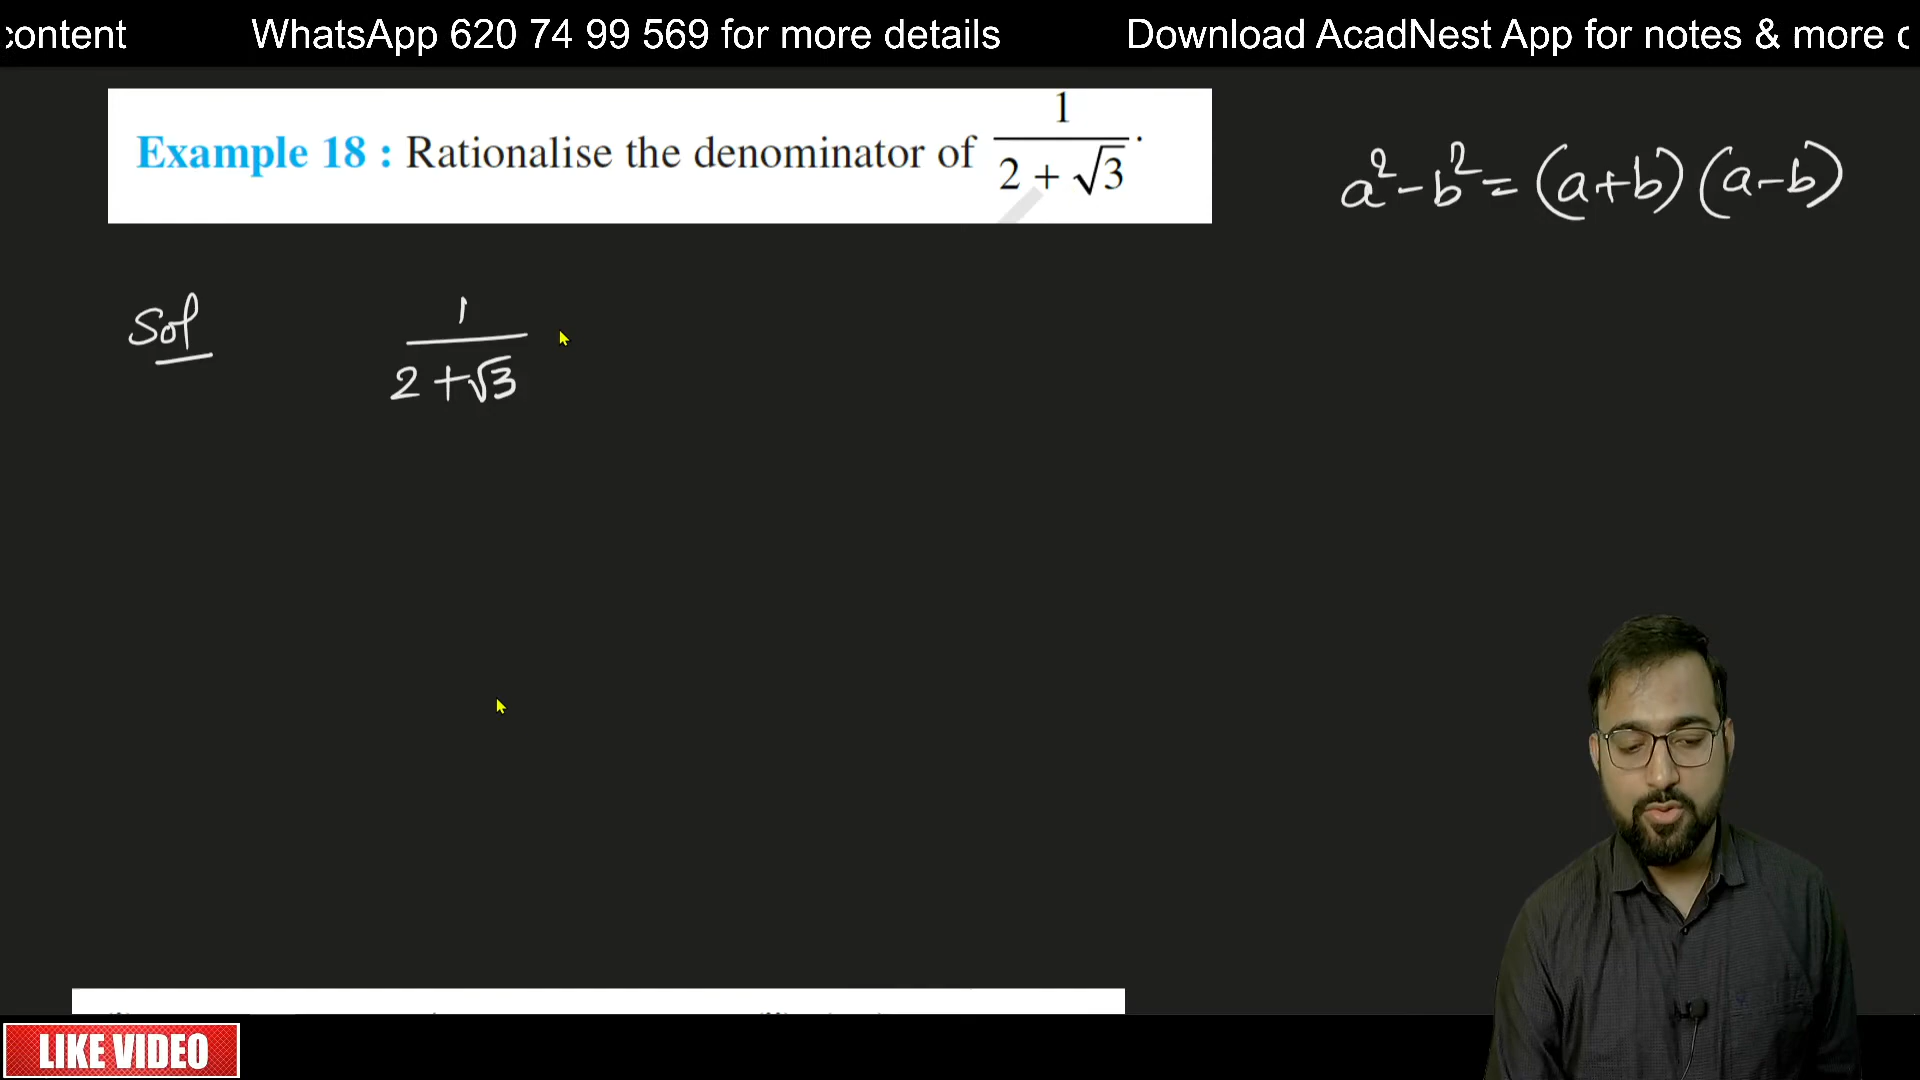 content WhatsApp 620 74 99 569 for more details Download AcadNest App for notes & more c
Example 18 : Rationalise the denominator of 1/(2 + √3).
a² - b² = (a+b) (a-b)
Sol 1/(2 + √3)
LIKE VIDEO